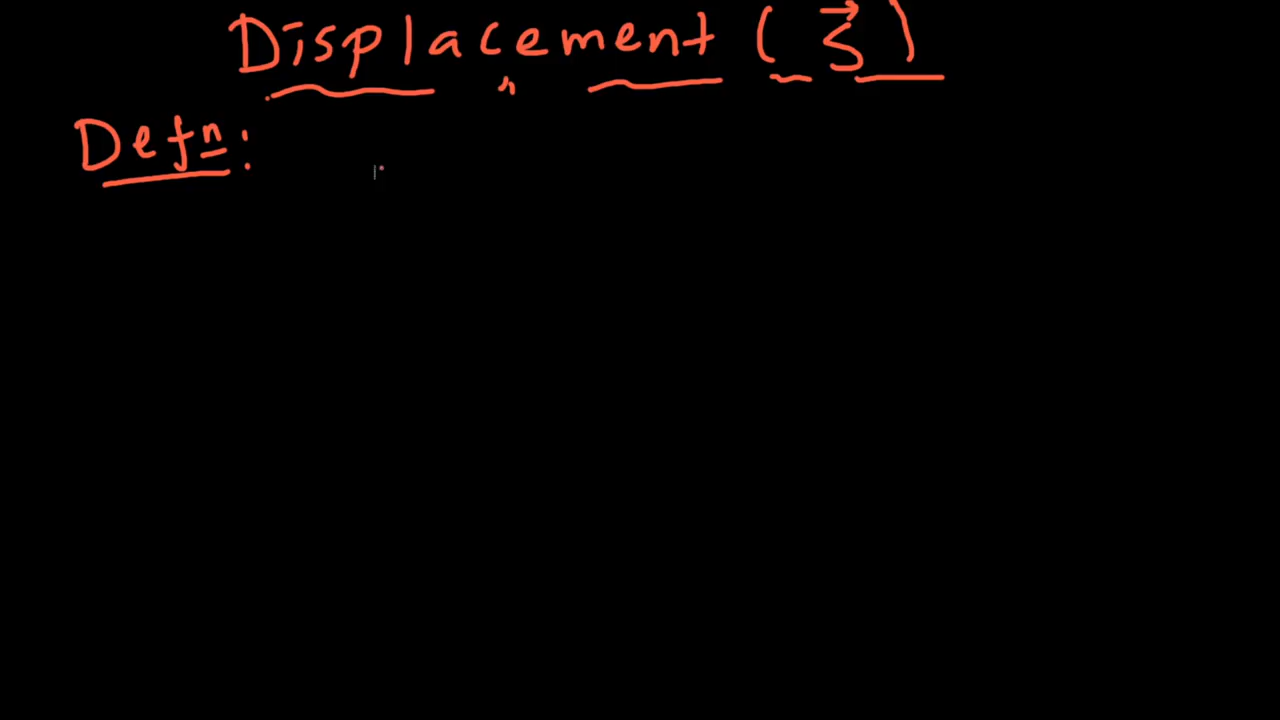 Displacement ( \vec{S} )
Defn: